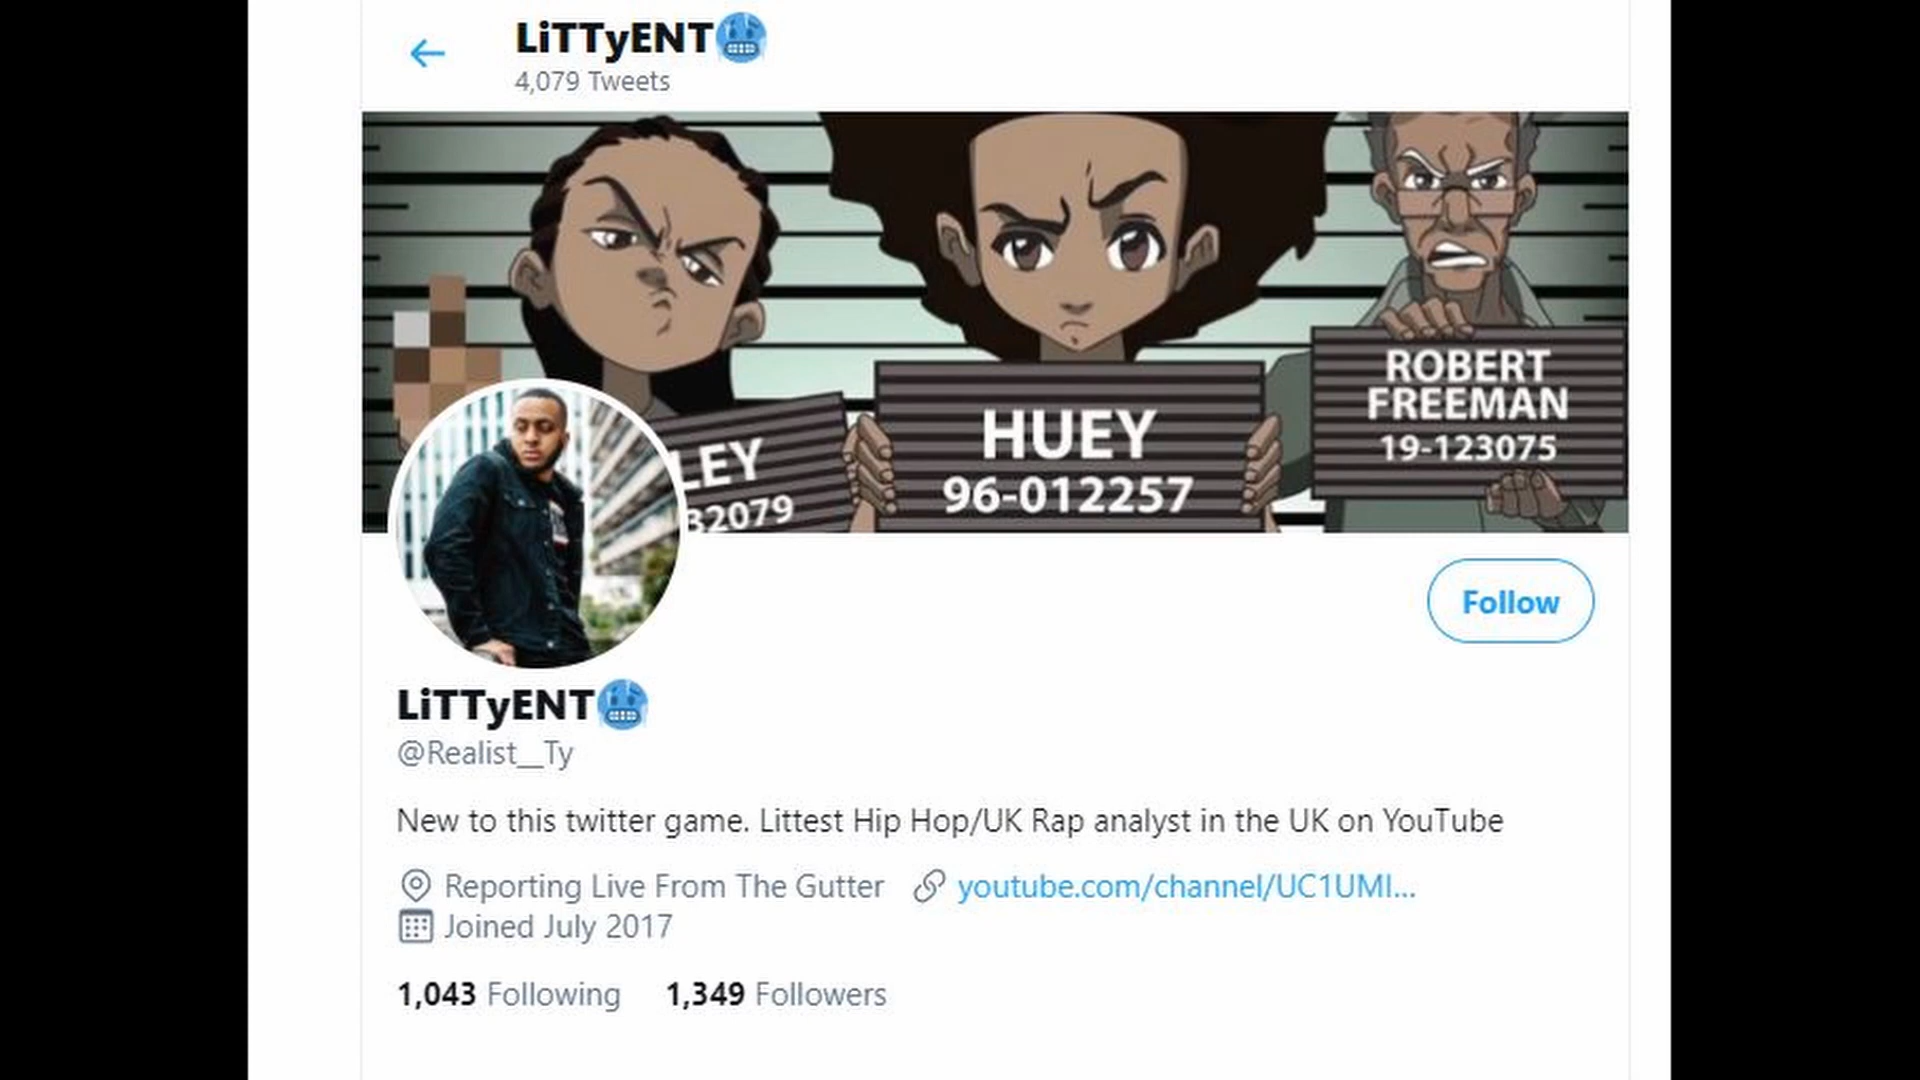 LiTTyENT🥶
4,079 Tweets
LEY
32079
HUEY
96-012257
ROBERT
FREEMAN
19-123075
Follow
LiTTyENT🥶
@Realist__Ty
New to this twitter game. Littest Hip Hop/UK Rap analyst in the UK on YouTube
Reporting Live From The Gutter youtube.com/channel/UC1UMI...
Joined July 2017
1,043 Following 1,349 Followers